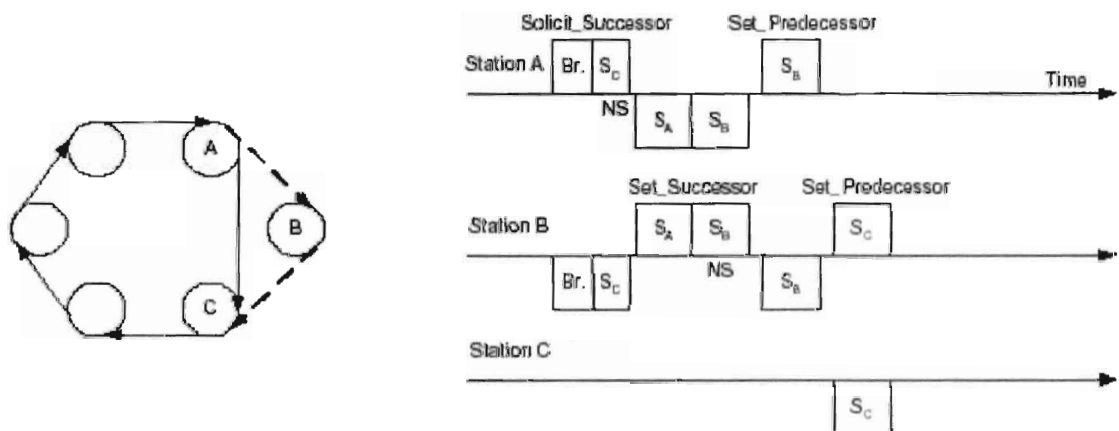 A
B
C
Solicit_Successor Set_Predecessor
Station A Br. S_C S_B
Time
NS S_A S_B
Set_Successor Set_Predecessor
Station B S_A S_B S_C
NS
Br. S_C S_B
Station C
S_C